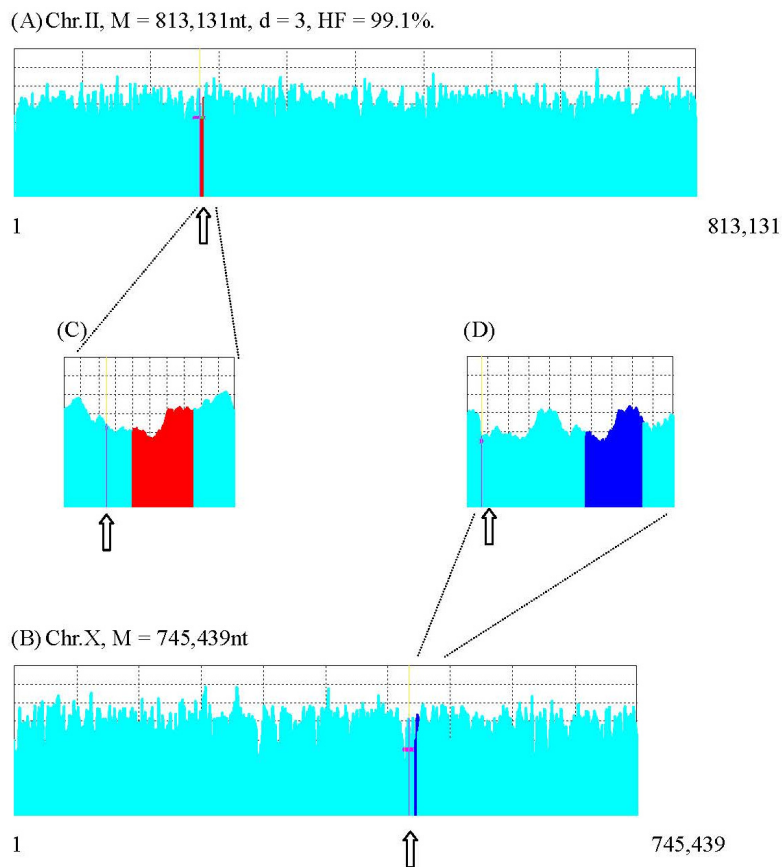 (A) Chr.II, M = 813,131nt, d = 3, HF = 99.1%.
1 813,131
(C) (D)
(B) Chr.X, M = 745,439nt
1 745,439